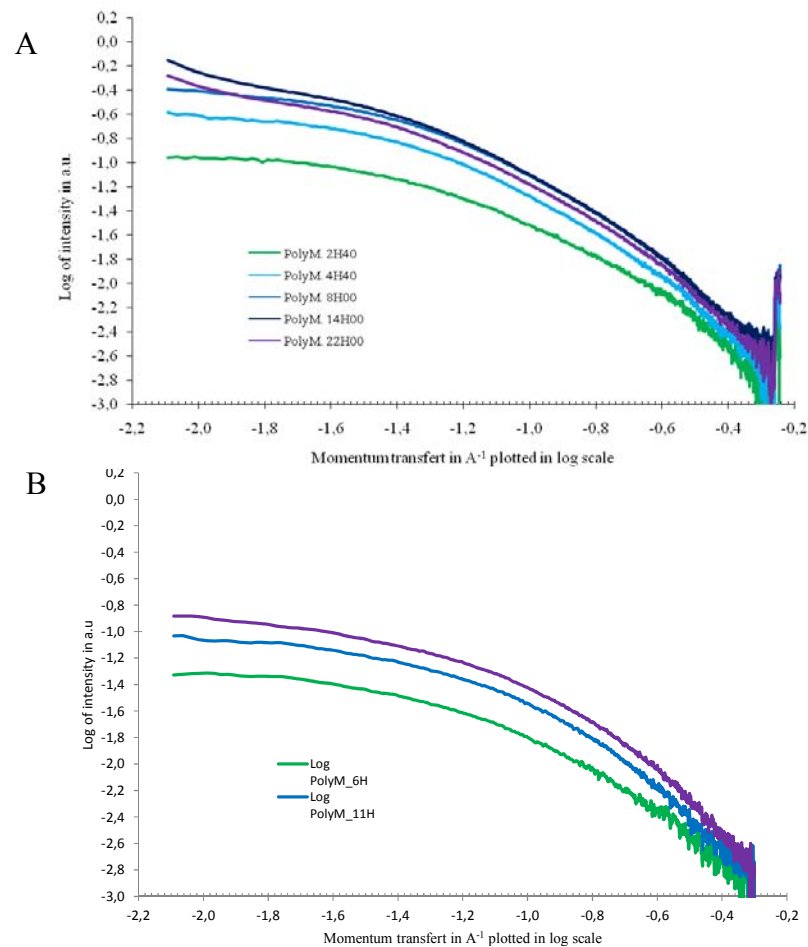 A
0,2
0,0
-0,2
-0,4
-0,6
-0,8
-1,0
-1,2
-1,4
-1,6
-1,8
-2,0
-2,2
-2,4
-2,6
-2,8
-3,0
Log of intensity in a.u.
PolyM. 2H40
PolyM. 4H40
PolyM. 8H00
PolyM. 14H00
PolyM. 22H00
-2,2 -2,0 -1,8 -1,6 -1,4 -1,2 -1,0 -0,8 -0,6 -0,4 -0,2
Momentum transfert in A-1 plotted in log scale
B
0,2
0,0
-0,2
-0,4
-0,6
-0,8
-1,0
-1,2
-1,4
-1,6
-1,8
-2,0
-2,2
-2,4
-2,6
-2,8
-3,0
Log of intensity in a.u
Log
PolyM_6H
Log
PolyM_11H
-2,2 -2,0 -1,8 -1,6 -1,4 -1,2 -1,0 -0,8 -0,6 -0,4 -0,2
Momentum transfert in A-1 plotted in log scale